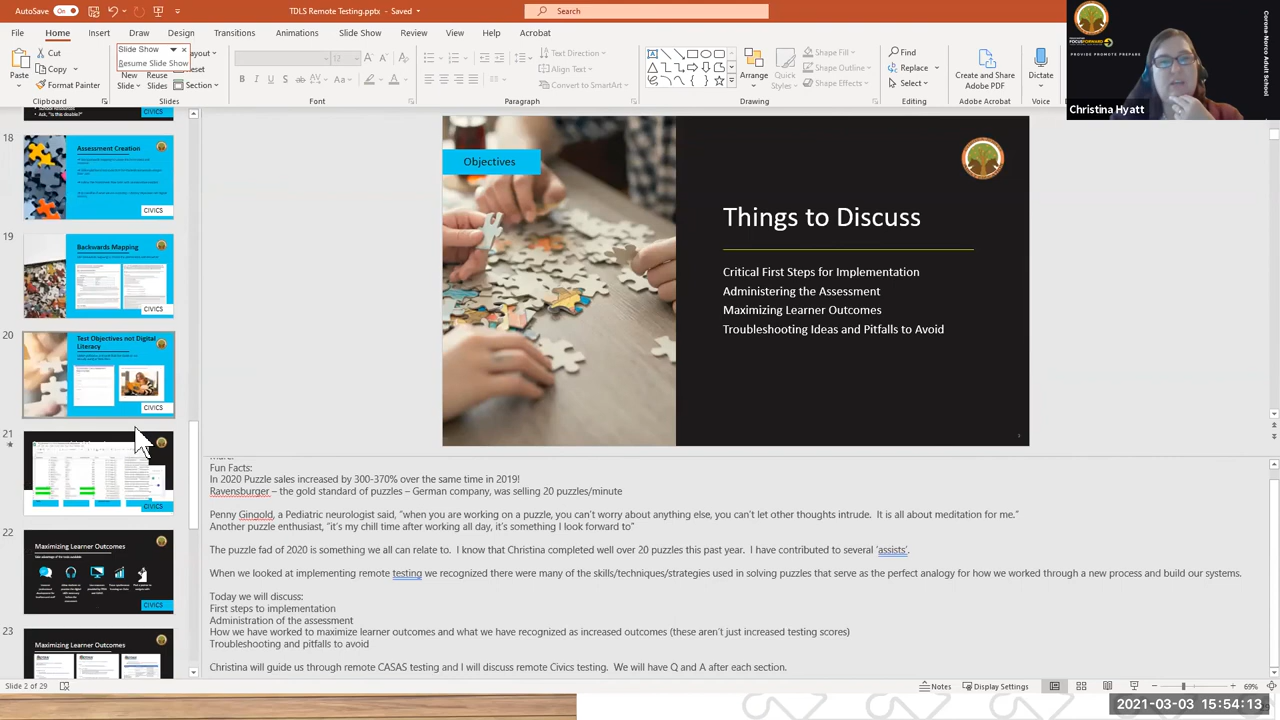 AutoSave On
TDLS Remote Testing.pptx - Saved
Search
File Home Insert Draw Design Transitions Animations Slide Show Review View Help Acrobat
Paste
Cut
Copy
Format Painter
Clipboard
Slide Show
Resume Slide Show
New Slide
Reuse Slides
Section
Slides
Font
Text Direction
Align Text
Convert to SmartArt
Paragraph
Arrange
Quick Styles
Shape Fill
Shape Outline
Shape Effects
Drawing
Find
Replace
Select
Editing
Create and Share Adobe PDF
Adobe Acrobat
Dictate
Voice
FOCUSFORWARD
PROVIDE PROMOTE PREPARE
Corona-Norco Adult School
Christina Hyatt
Ask, "Is this doable?"
CIVICS
18
Assessment Creation
CIVICS
19
Backwards Mapping
CIVICS
20
Test Objectives not Digital Literacy
CIVICS
21
CIVICS
22
Maximizing Learner Outcomes
CIVICS
23
Maximizing Learner Outcomes
Objectives
Things to Discuss
Critical First Steps for Implementation
Administering the Assessment
Maximizing Learner Outcomes
Troubleshooting Ideas and Pitfalls to Avoid
Fun Facts:
In 2020 Puzzle sales increased by 300-370% over the same time in 2019!
Ravensburger – the gold standard of puzzles – German company, was selling 20 puzzles/minute
Penny Gingold, a Pediatric neurologist said, "when you are working on a puzzle, you can't worry about anything else, you can't let other thoughts intrude. It is all about meditation for me."
Another puzzle enthusiast, "it's my chill time after working all day, it's something I look forward to"
The puzzle fad of 2020 is something we all can relate to. I know that Christina completed well over 20 puzzles this past year. I have contributed to several 'assists'.
When we looked at implementing remote testing we recognized there were many of the skills/techniques/strategies used in solving puzzles that serve as the perfect analogy for how we worked through a new process and build our systems.
Today we will discuss:
First steps to implementation
Administration of the assessment
How we have worked to maximize learner outcomes and what we have recognized as increased outcomes (these aren't just increased testing scores)
Troubleshooting and pitfalls to avoid
Christina will guide us through remote CASAS testing and I will discuss remote Civics testing. We will have Q and A after each section.
Slide 2 of 29
Notes
Display Settings
69%
2021-03-03 15:54:13